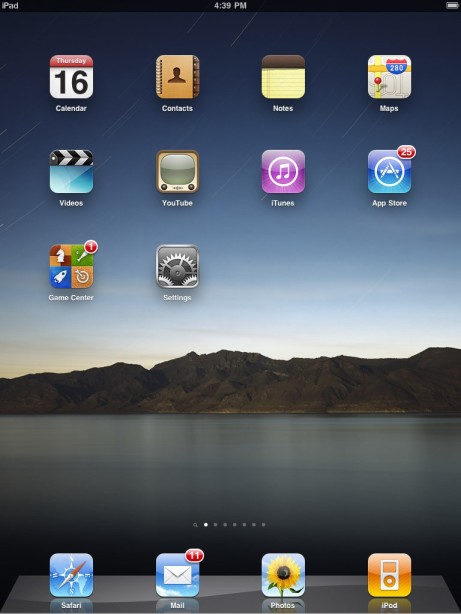 iPad 4:39 PM
Thursday
16
280
Calendar Contacts Notes Maps
25
Videos YouTube iTunes App Store
1
Game Center Settings
11
Safari Mail Photos iPod